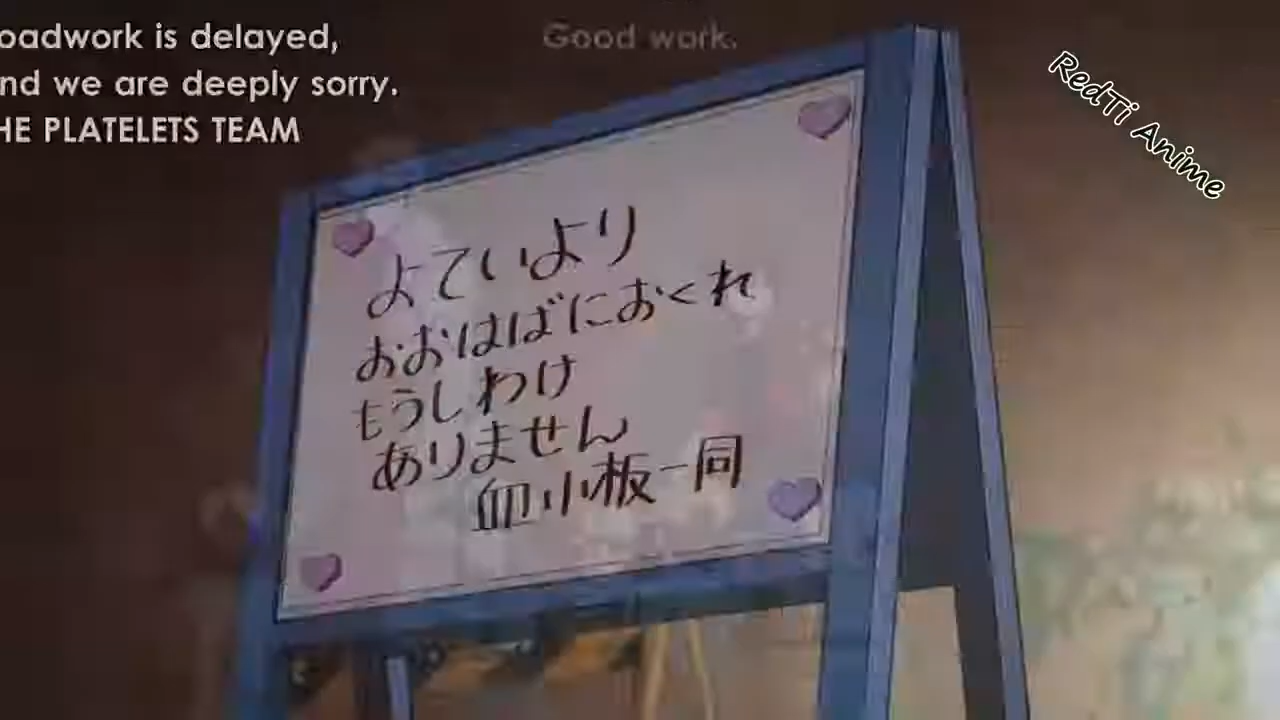 oadwork is delayed,
nd we are deeply sorry.
HE PLATELETS TEAM
Good work.
RedTi Anime
よていより
おおはばにおくれ
もうしわけ
ありません
血小板一同